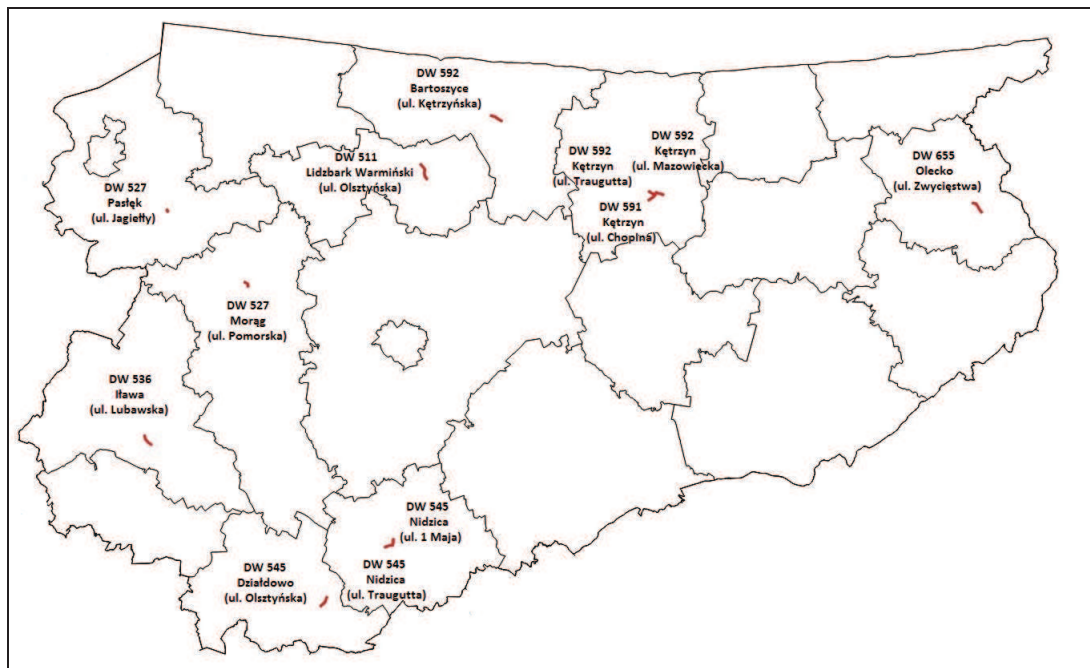 DW 592
Bartoszyce
(ul. Kętrzyńska)
DW 511
Lidzbark Warmiński
(ul. Olsztyńska)
DW 592
Kętrzyn
(ul. Traugutta)
DW 592
Kętrzyn
(ul. Mazowiecka)
DW 591
Kętrzyn
(ul. Chopina)
DW 655
Olecko
(ul. Zwycięstwa)
DW 527
Pasłęk
(ul. Jagiełły)
DW 527
Morąg
(ul. Pomorska)
DW 536
Iława
(ul. Lubawska)
DW 545
Nidzica
(ul. 1 Maja)
DW 545
Nidzica
(ul. Traugutta)
DW 545
Działdowo
(ul. Olsztyńska)